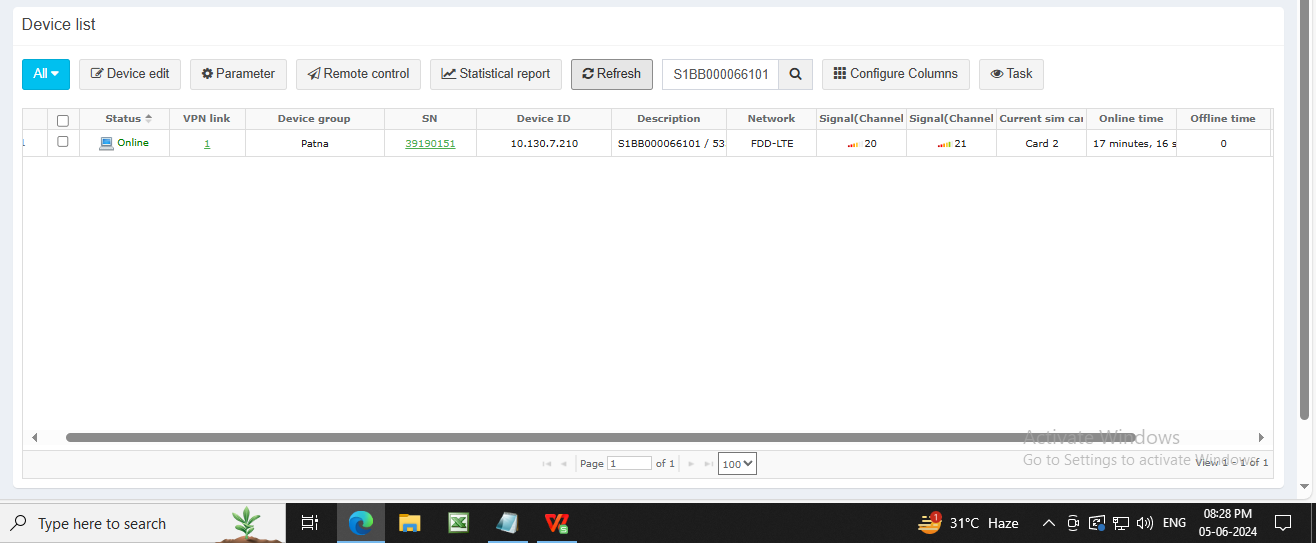 Device list
All Device edit Parameter Remote control Statistical report Refresh S1BB000066101 Configure Columns Task
Status VPN link Device group SN Device ID Description Network Signal(Channel Signal(Channel Current sim car Online time Offline time
1 Online 1 Patna 39190151 10.130.7.210 S1BB000066101 / 53 FDD-LTE 20 21 Card 2 17 minutes, 16 s 0
Activate Windows
Go to Settings to activate Windows.
Page 1 of 1 100 View 1 - 1 of 1
Type here to search 1 31°C Haze ENG 08:28 PM
05-06-2024